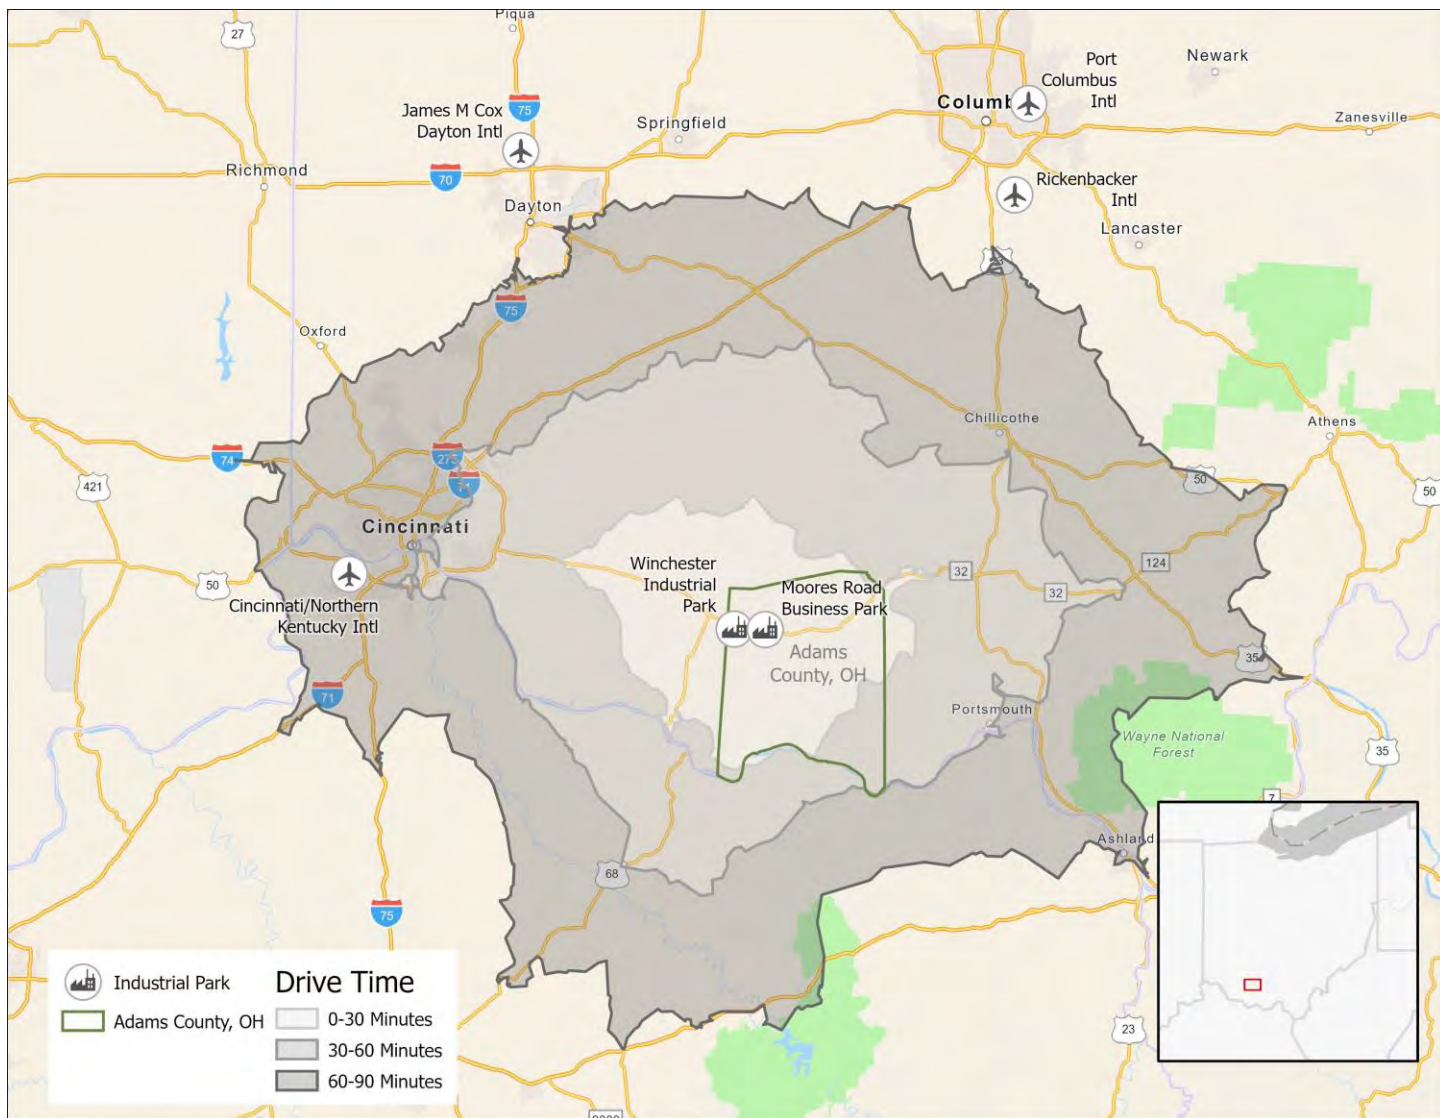 Piqua
27
75
James M Cox
Dayton Intl
Springfield
Port
Columbus
Intl
Newark
Zanesville
Richmond
70
Dayton
Rickenbacker
Intl
Lancaster
75
Oxford
Chillicothe
Athens
74
275
71
421
50
50
Cincinnati
50
Cincinnati/Northern
Kentucky Intl
Winchester
Industrial
Park
Moores Road
Business Park
Adams
County, OH
32
32
124
35
71
Portsmouth
Wayne National
Forest
35
7
Ashland
68
75
23
Industrial Park
Adams County, OH
Drive Time
0-30 Minutes
30-60 Minutes
60-90 Minutes